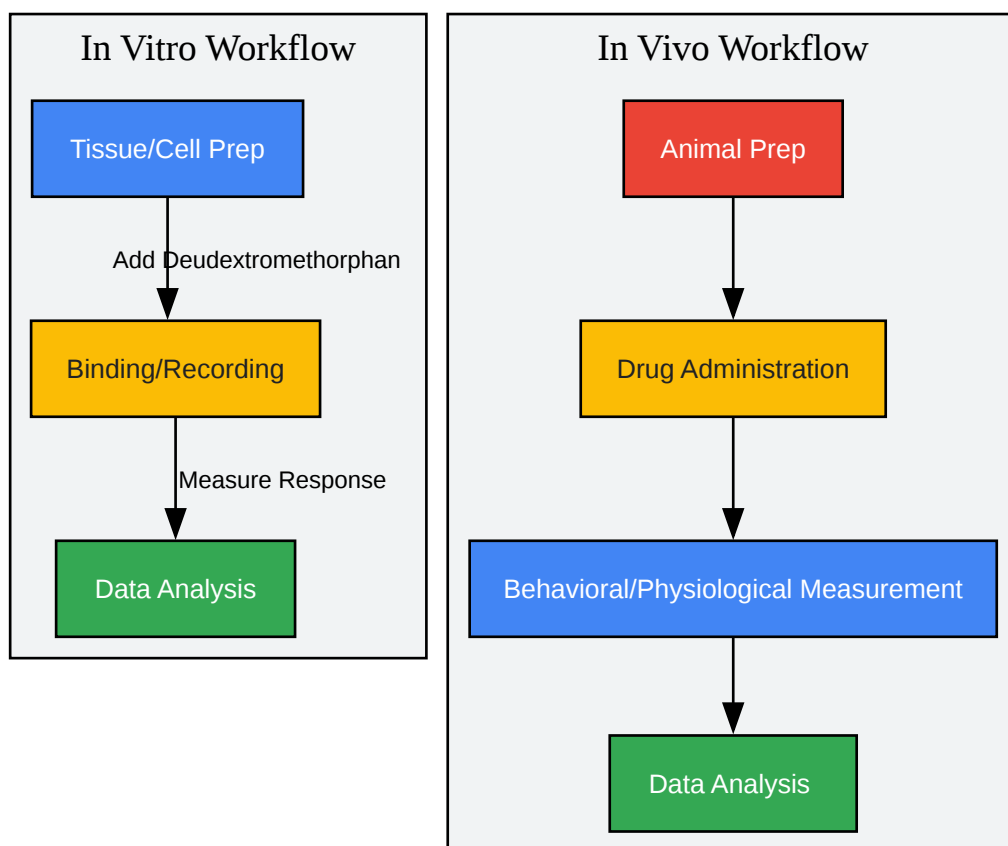 In Vitro Workflow
Tissue/Cell Prep
Add Deudextromethorphan
Binding/Recording
Measure Response
Data Analysis
In Vivo Workflow
Animal Prep
Drug Administration
Behavioral/Physiological Measurement
Data Analysis